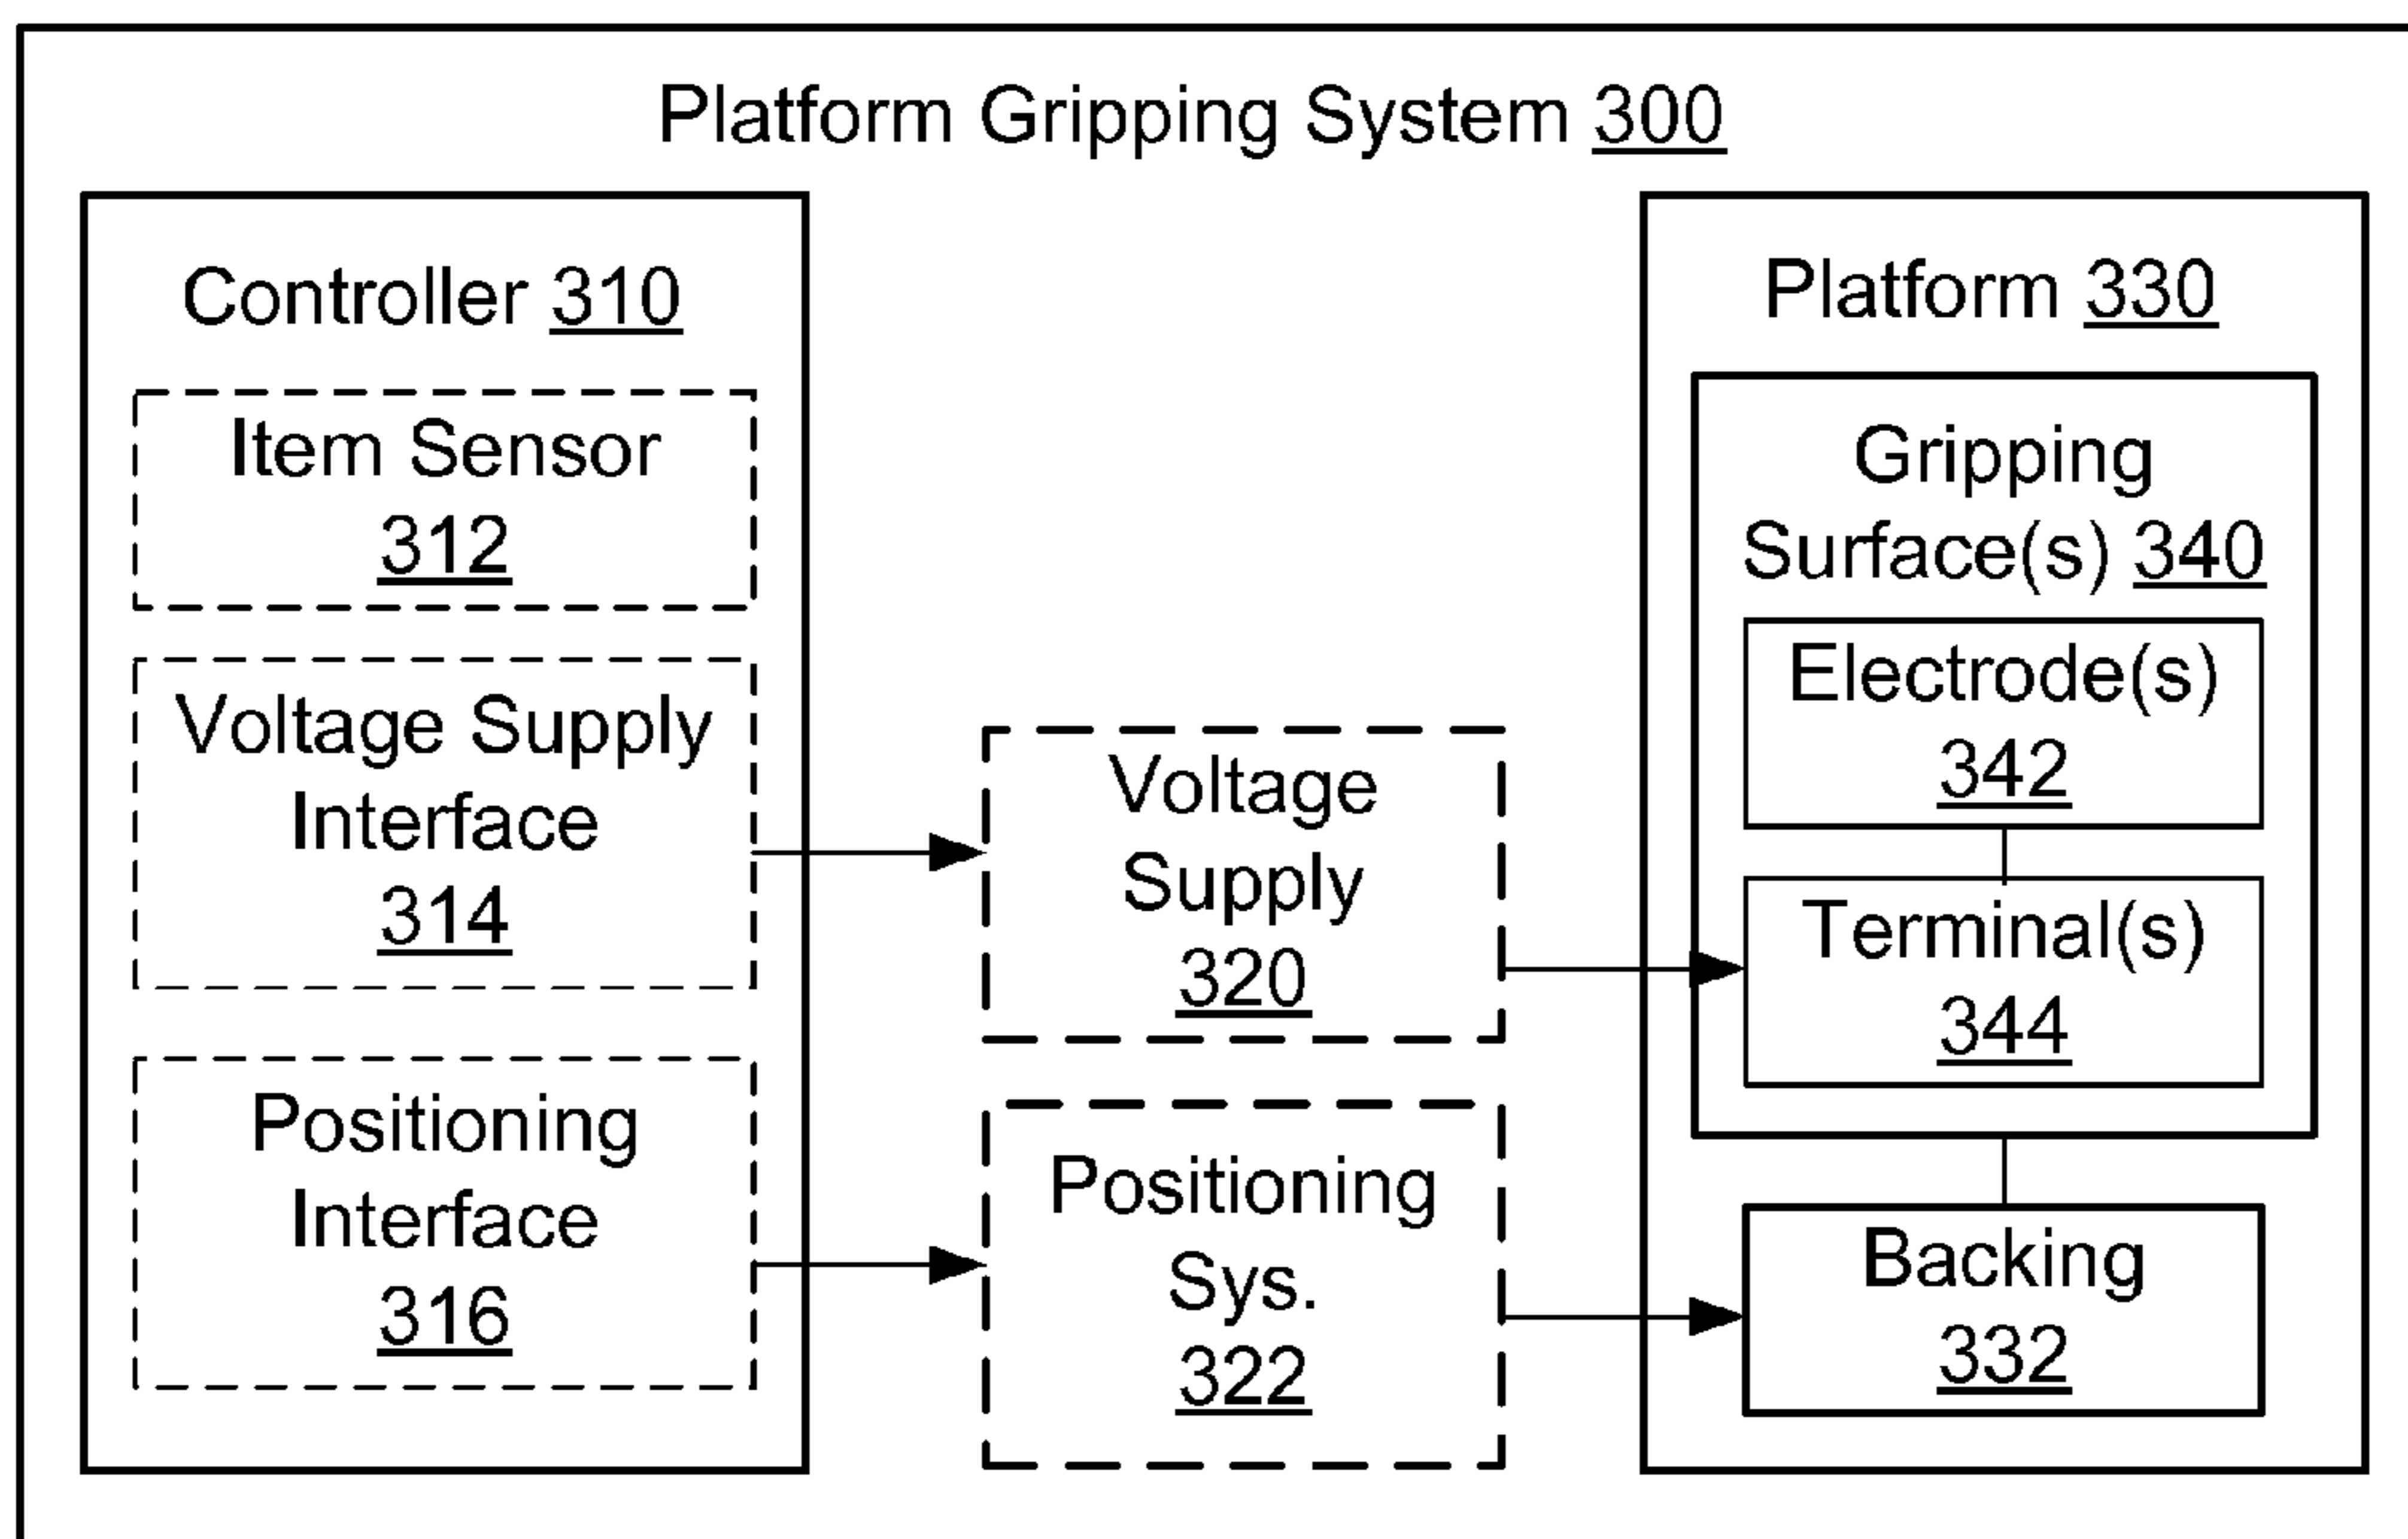 Platform Gripping System 300
Controller 310
Item Sensor
312
Voltage Supply
Interface
314
Positioning
Interface
316
Voltage
Supply
320
Positioning
Sys.
322
Platform 330
Gripping
Surface(s) 340
Electrode(s)
342
Terminal(s)
344
Backing
332